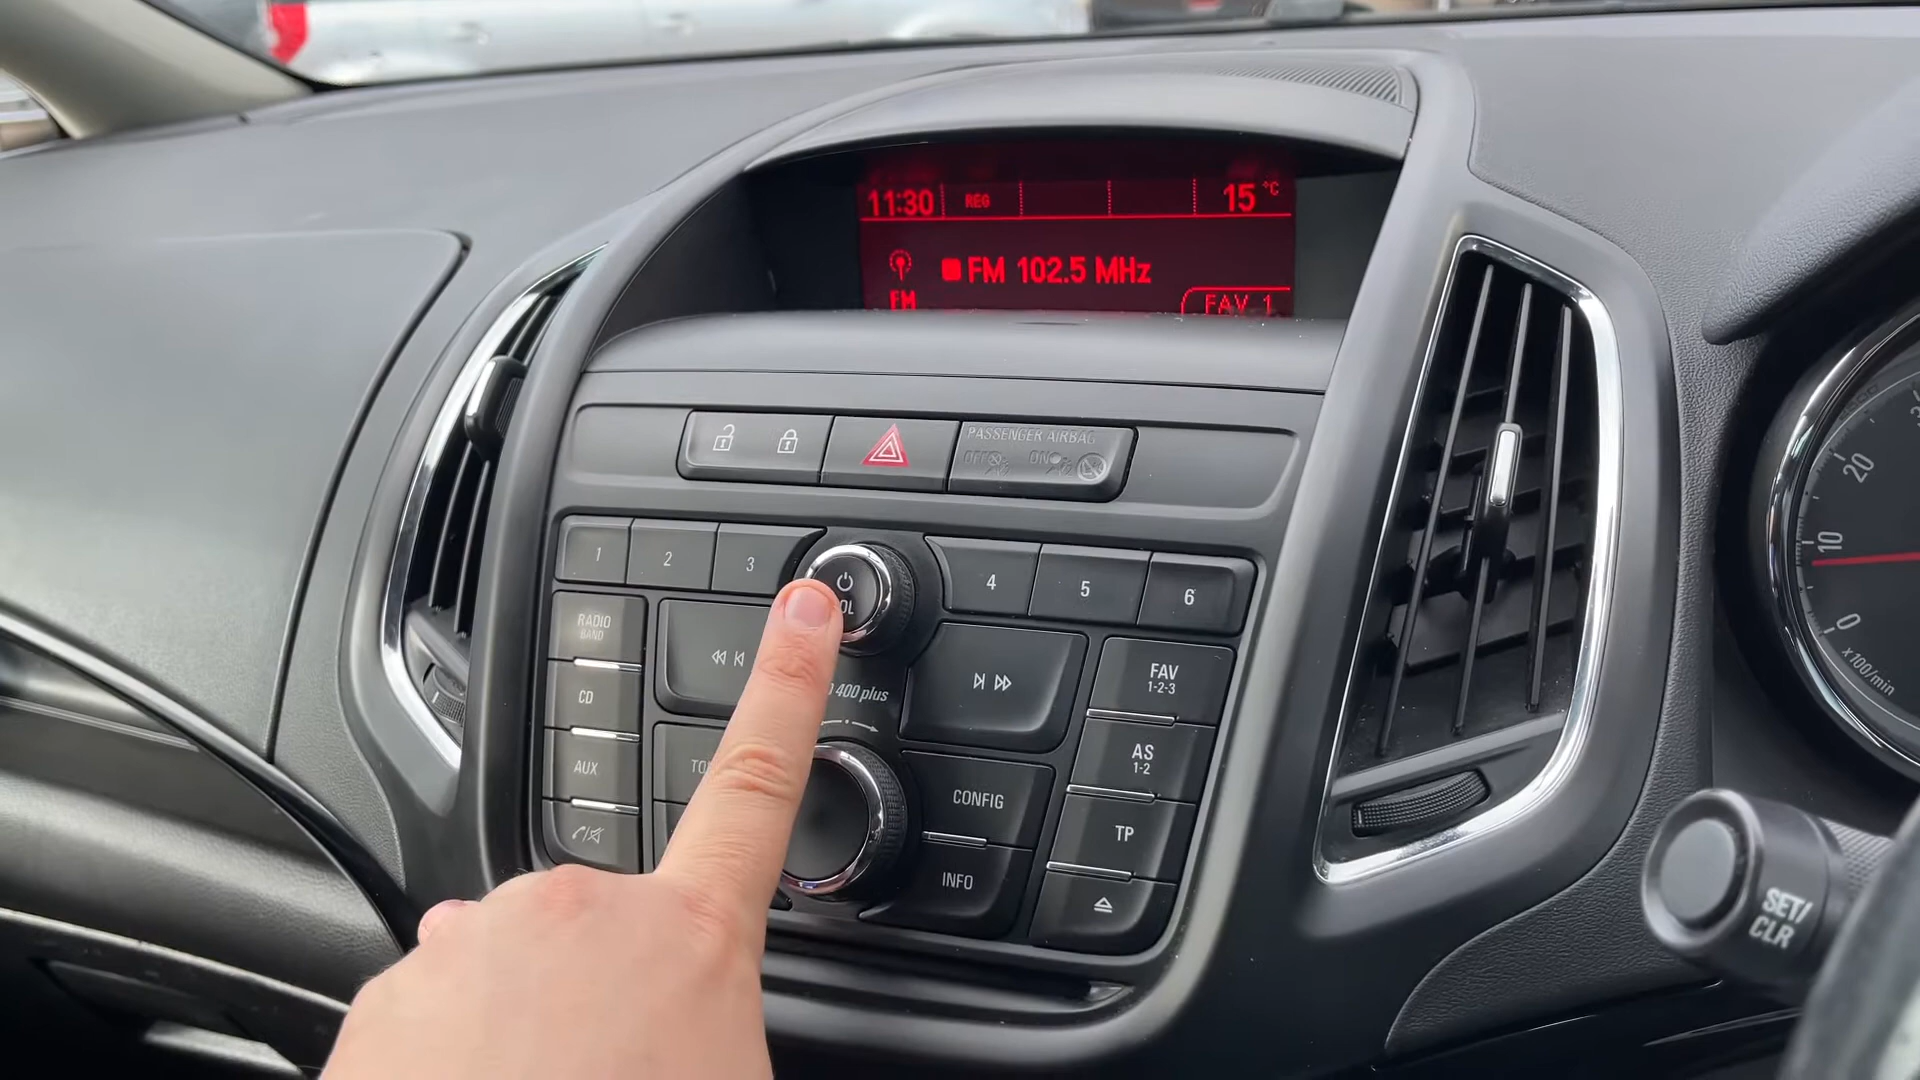 11:30 REG 15 °C
FM 102.5 MHz
FM FAV 1
PASSENGER AIRBAG
OFF ON
1 2 3 4 5 6
RADIO
BAND
CD
AUX
400 plus
CONFIG
INFO
FAV
1-2-3
AS
1-2
TP
SET/
CLR
20
10
0
x100/min